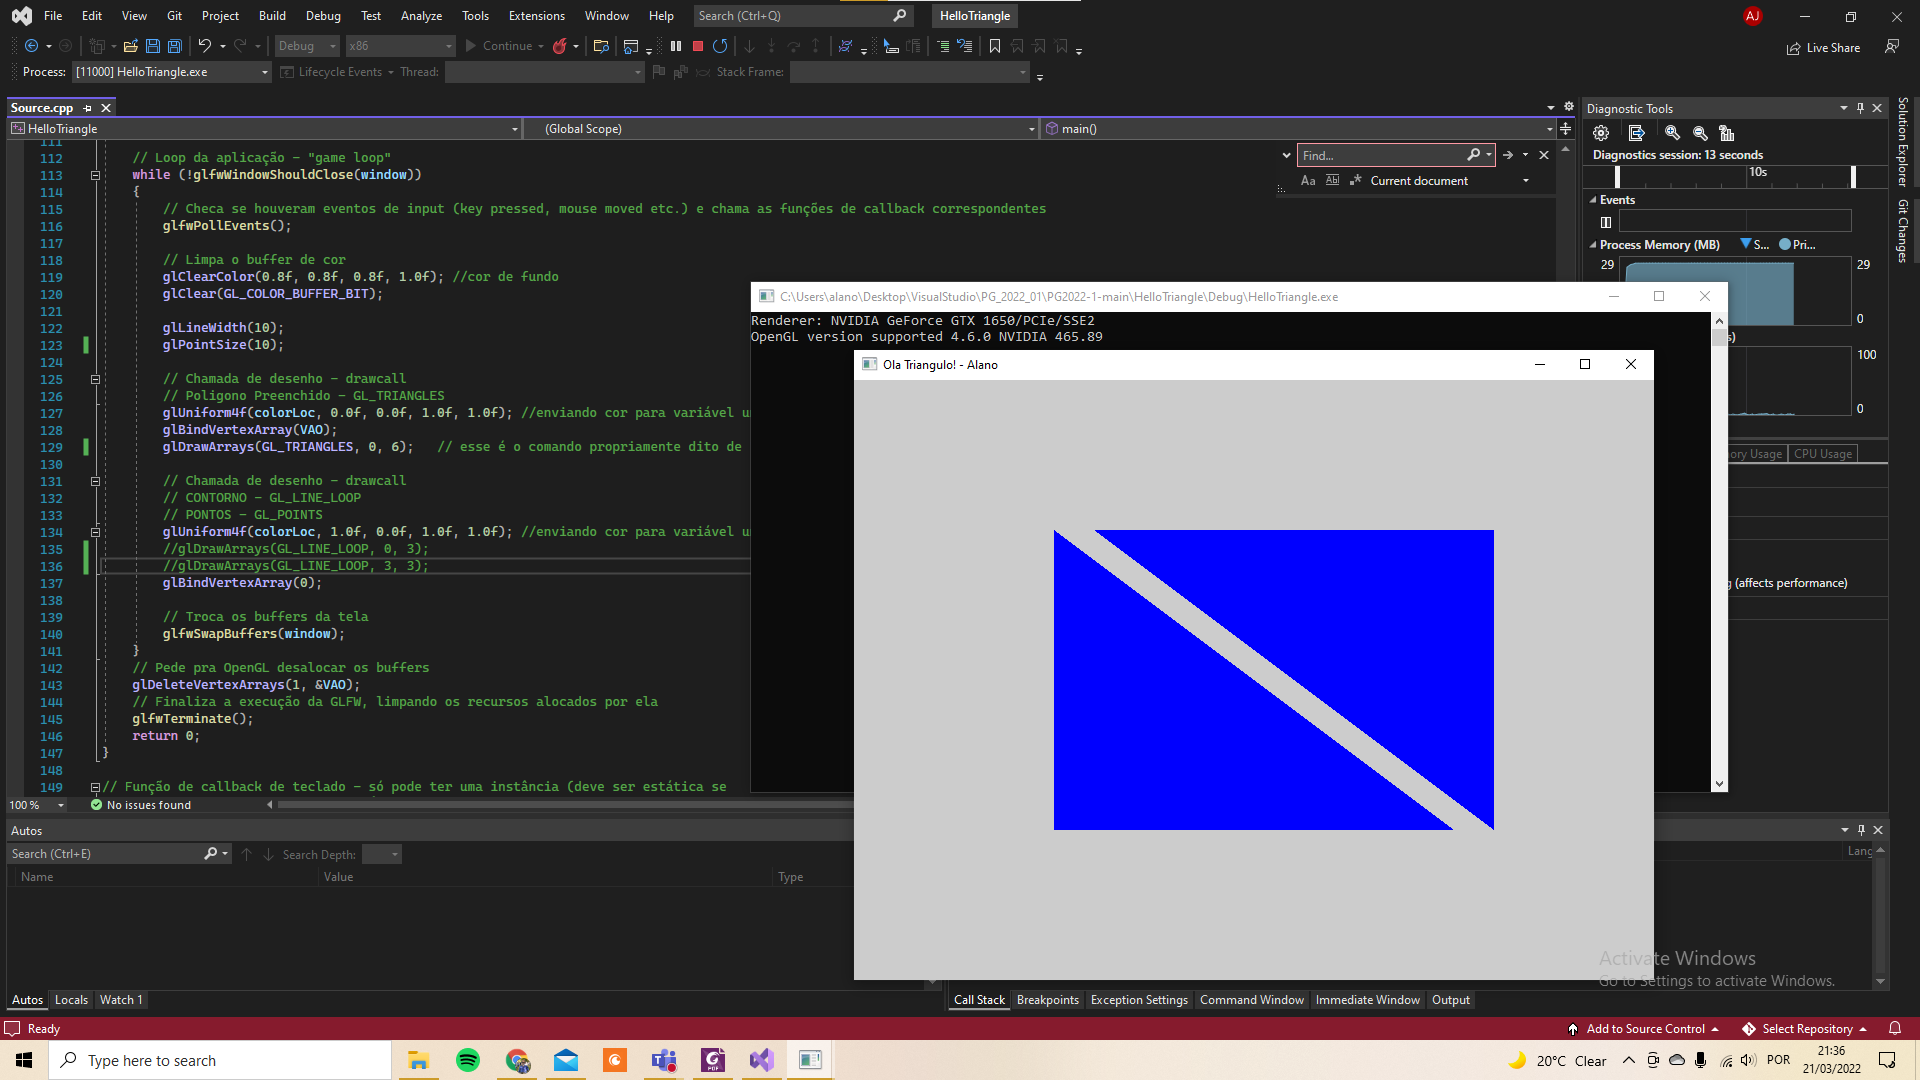 File Edit View Git Project Build Debug Test Analyze Tools Extensions Window Help Search (Ctrl+Q) HelloTriangle AJ
Debug x86 Continue Live Share
Process: [11000] HelloTriangle.exe Lifecycle Events Thread: Stack Frame:
Source.cpp
HelloTriangle (Global Scope) main()
111
112 // Loop da aplicação - "game loop"
113 while (!glfwWindowShouldClose(window))
114 {
115 // Checa se houveram eventos de input (key pressed, mouse moved etc.) e chama as funções de callback correspondentes
116 glfwPollEvents();
117
118 // Limpa o buffer de cor
119 glClearColor(0.8f, 0.8f, 0.8f, 1.0f); //cor de fundo
120 glClear(GL_COLOR_BUFFER_BIT);
121
122 glLineWidth(10);
123 glPointSize(10);
124
125 // Chamada de desenho - drawcall
126 // Poligono Preenchido - GL_TRIANGLES
127 glUniform4f(colorLoc, 0.0f, 0.0f, 1.0f, 1.0f); //enviando cor para variável u
128 glBindVertexArray(VAO);
129 glDrawArrays(GL_TRIANGLES, 0, 6); // esse é o comando propriamente dito de
130
131 // Chamada de desenho - drawcall
132 // CONTORNO - GL_LINE_LOOP
133 // PONTOS - GL_POINTS
134 glUniform4f(colorLoc, 1.0f, 0.0f, 1.0f, 1.0f); //enviando cor para variável u
135 //glDrawArrays(GL_LINE_LOOP, 0, 3);
136 //glDrawArrays(GL_LINE_LOOP, 3, 3);
137 glBindVertexArray(0);
138
139 // Troca os buffers da tela
140 glfwSwapBuffers(window);
141 }
142 // Pede pra OpenGL desalocar os buffers
143 glDeleteVertexArrays(1, &VAO);
144 // Finaliza a execução da GLFW, limpando os recursos alocados por ela
145 glfwTerminate();
146 return 0;
147 }
148
149 // Função de callback de teclado - só pode ter uma instância (deve ser estática se
100 % No issues found
Find...
Aa Ab Current document
Diagnostic Tools
Diagnostics session: 13 seconds
10s
Events
Process Memory (MB) S... Pri...
29 29
0
s)
100
0
ory Usage CPU Usage
g (affects performance)
Solution Explorer
Git Changes
C:\Users\alano\Desktop\VisualStudio\PG_2022_01\PG2022-1-main\HelloTriangle\Debug\HelloTriangle.exe
Renderer: NVIDIA GeForce GTX 1650/PCIe/SSE2
OpenGL version supported 4.6.0 NVIDIA 465.89
Ola Triangulo! - Alano
Autos
Search (Ctrl+E) Search Depth:
Name Value Type
Lang
Activate Windows
Go to Settings to activate Windows.
Autos Locals Watch 1
Call Stack Breakpoints Exception Settings Command Window Immediate Window Output
Ready Add to Source Control Select Repository
Type here to search
20°C Clear POR
21:36
21/03/2022